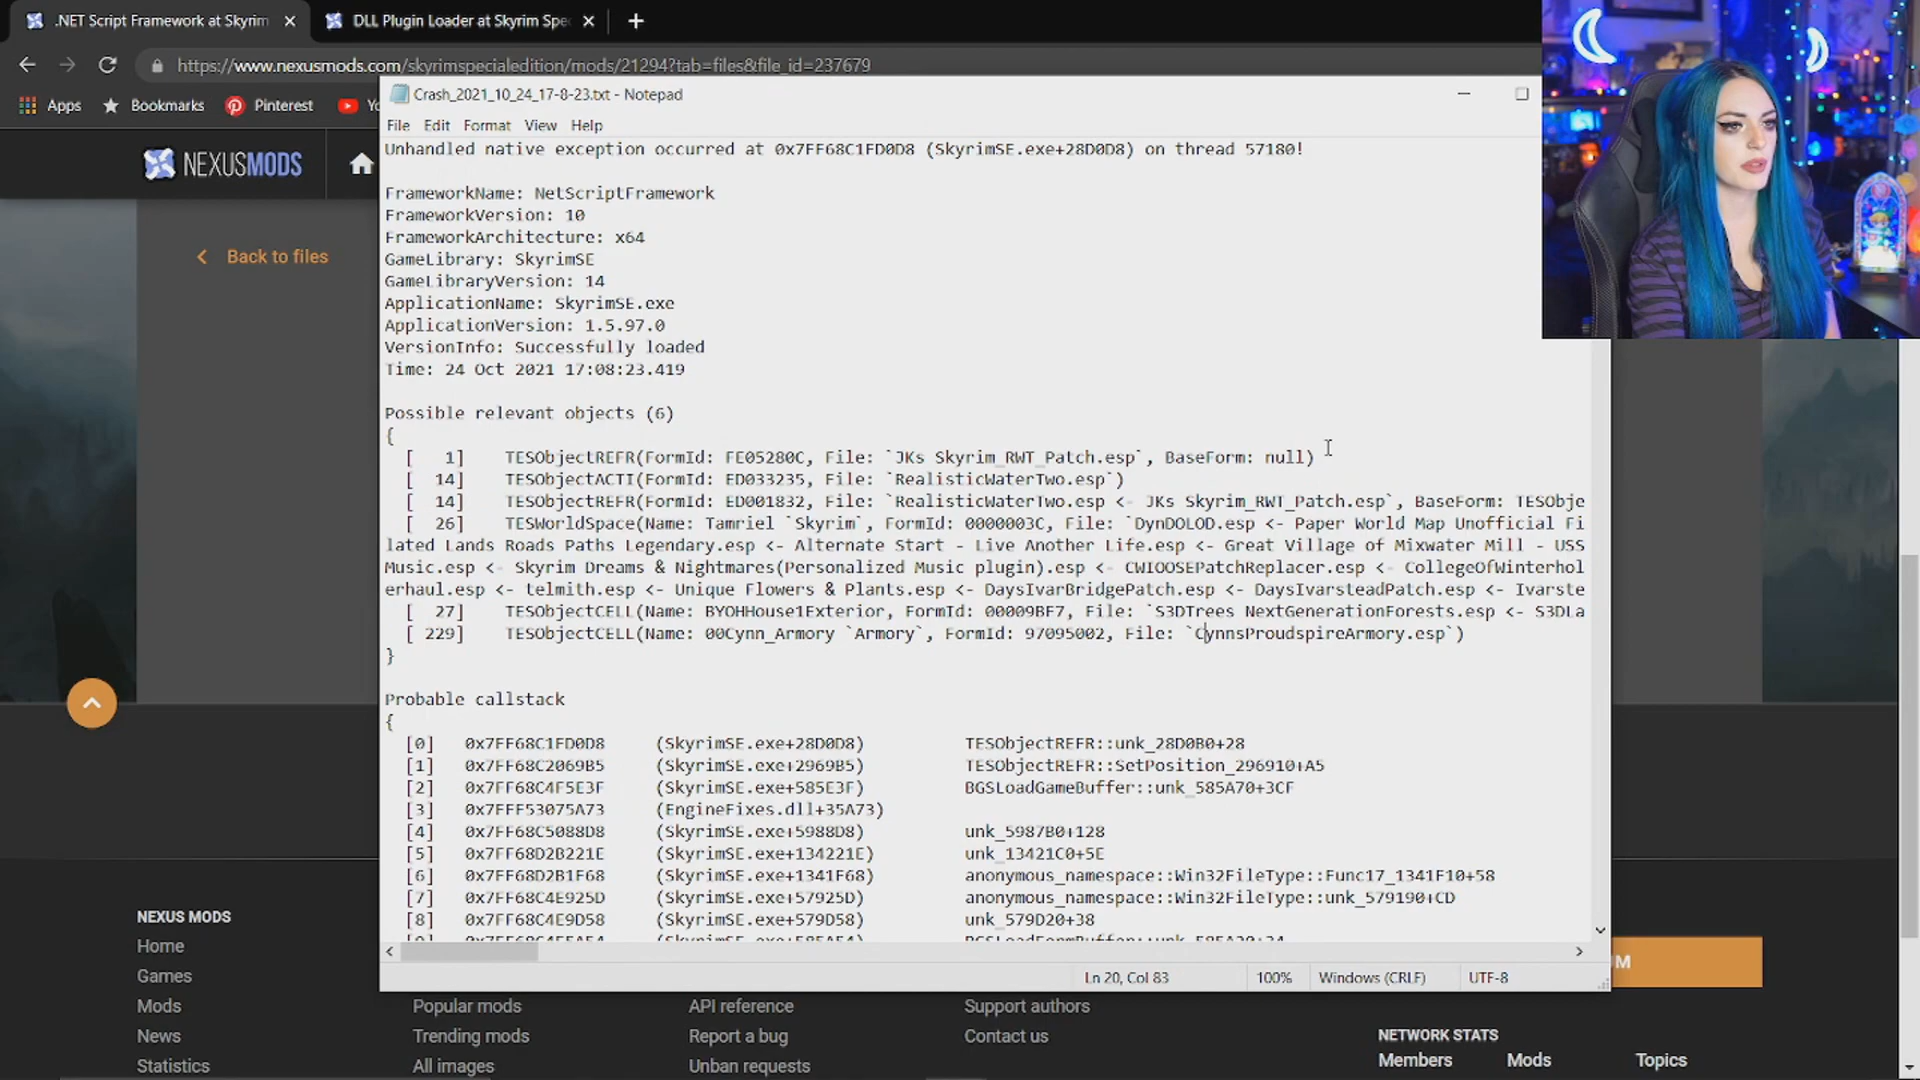 .NET Script Framework at Skyrim
DLL Plugin Loader at Skyrim Spe
https://www.nexusmods.com/skyrimspecialedition/mods/21294?tab=files&file_id=237679
Apps
Bookmarks
Pinterest
NEXUSMODS
Back to files
Crash_2021_10_24_17-8-23.txt - Notepad
File Edit Format View Help
Unhandled native exception occurred at 0x7FF68C1FD0D8 (SkyrimSE.exe+28D0D8) on thread 57180!
FrameworkName: NetScriptFramework
FrameworkVersion: 10
FrameworkArchitecture: x64
GameLibrary: SkyrimSE
GameLibraryVersion: 14
ApplicationName: SkyrimSE.exe
ApplicationVersion: 1.5.97.0
VersionInfo: Successfully loaded
Time: 24 Oct 2021 17:08:23.419
Possible relevant objects (6)
{
[ 1] TESObjectREFR(FormId: FE05280C, File: `JKs Skyrim_RWT_Patch.esp`, BaseForm: null)
[ 14] TESObjectACTI(FormId: ED033235, File: `RealisticWaterTwo.esp`)
[ 14] TESObjectREFR(FormId: ED001832, File: `RealisticWaterTwo.esp <- JKs Skyrim_RWT_Patch.esp`, BaseForm: TESObje
[ 26] TESWorldSpace(Name: Tamriel `Skyrim`, FormId: 0000003C, File: `DynDOLOD.esp <- Paper World Map Unofficial Fi
lated Lands Roads Paths Legendary.esp <- Alternate Start - Live Another Life.esp <- Great Village of Mixwater Mill - USS
Music.esp <- Skyrim Dreams & Nightmares(Personalized Music plugin).esp <- CWIOOSEPatchReplacer.esp <- CollegeOfWinterhol
erhaul.esp <- telmith.esp <- Unique Flowers & Plants.esp <- DaysIvarBridgePatch.esp <- DaysIvarsteadPatch.esp <- Ivarste
[ 27] TESObjectCELL(Name: BYOHHouse1Exterior, FormId: 00009BF7, File: `S3DTrees NextGenerationForests.esp <- S3DLa
[ 229] TESObjectCELL(Name: 00Cynn_Armory `Armory`, FormId: 97095002, File: `CynnsProudspireArmory.esp`)
}
Probable callstack
{
[0] 0x7FF68C1FD0D8 (SkyrimSE.exe+28D0D8) TESObjectREFR::unk_28D0B0+28
[1] 0x7FF68C2069B5 (SkyrimSE.exe+2969B5) TESObjectREFR::SetPosition_296910+A5
[2] 0x7FF68C4F5E3F (SkyrimSE.exe+585E3F) BGSLoadGameBuffer::unk_585A70+3CF
[3] 0x7FFF53075A73 (EngineFixes.dll+35A73)
[4] 0x7FF68C5088D8 (SkyrimSE.exe+5988D8) unk_5987B0+128
[5] 0x7FF68D2B221E (SkyrimSE.exe+134221E) unk_13421C0+5E
[6] 0x7FF68D2B1F68 (SkyrimSE.exe+1341F68) anonymous_namespace::Win32FileType::Func17_1341F10+58
[7] 0x7FF68C4E925D (SkyrimSE.exe+57925D) anonymous_namespace::Win32FileType::unk_579190+CD
[8] 0x7FF68C4E9D58 (SkyrimSE.exe+579D58) unk_579D20+38
Ln 20, Col 83 100% Windows (CRLF) UTF-8
NEXUS MODS
Home
Games
Mods
News
Statistics
Popular mods
Trending mods
All images
API reference
Report a bug
Unban requests
Support authors
Contact us
NETWORK STATS
Members Mods Topics